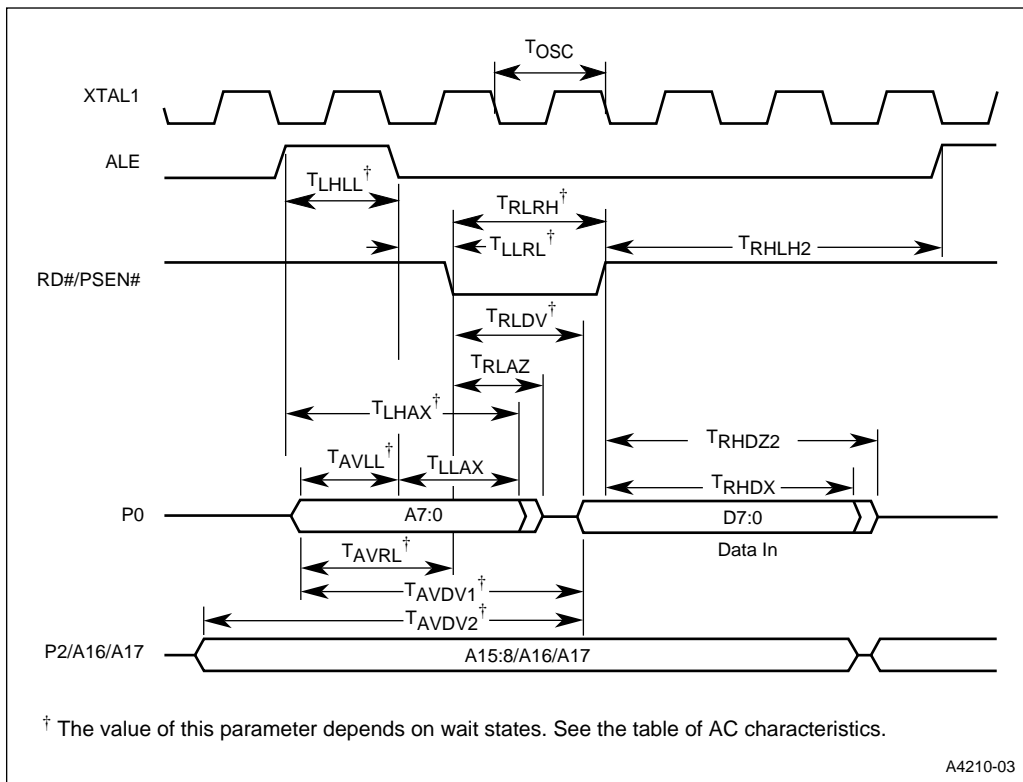 TOSC
XTAL1
ALE
TLHLL†
TRLRH†
TLLRL†
TRHLH2
RD#/PSEN#
TRLDV†
TRLAZ
TLHAX†
TRHDZ2
TAVLL†
TLLAX
TRHDX
P0
A7:0
D7:0
Data In
TAVRL†
TAVDV1†
TAVDV2†
P2/A16/A17
A15:8/A16/A17
† The value of this parameter depends on wait states. See the table of AC characteristics.
A4210-03